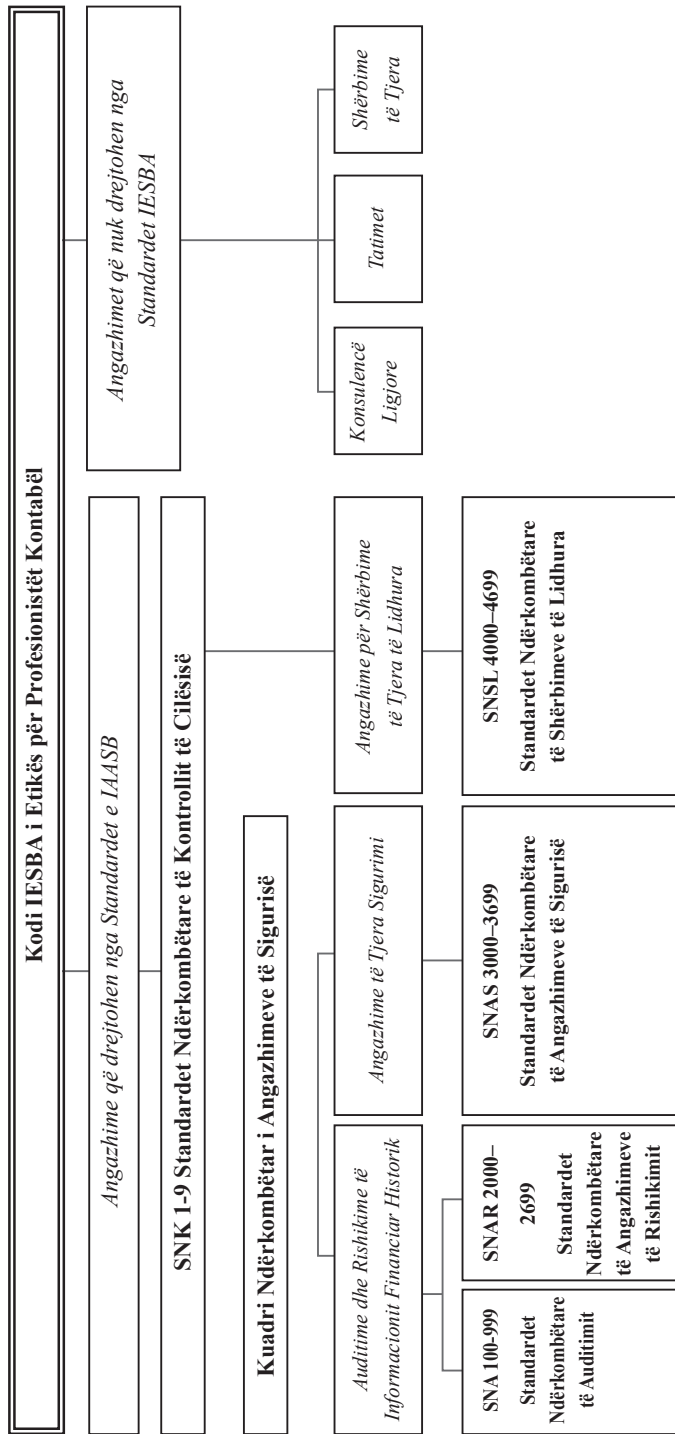 Kodi IESBA i Etikës për Profesionistët Kontabël
Angazhime që drejtohen nga Standardet e IAASB
SNK 1-9 Standardet Ndërkombëtare të Kontrollit të Cilësisë
Kuadri Ndërkombëtar i Angazhimeve të Sigurisë
Auditime dhe Rishikime të
Informacionit Financiar Historik
Angazhime të Tjera Sigurimi
Angazhime për Shërbime
të Tjera të Lidhura
SNA 100-999
Standardet
Ndërkombëtare
të Auditimit
SNAR 2000–
2699
Standardet
Ndërkombëtare
të Angazhimeve
të Rishikimit
SNAS 3000–3699
Standardet Ndërkombëtare
të Angazhimeve të Sigurisë
SNSL 4000–4699
Standardet Ndërkombëtare
të Shërbimeve të Lidhura
Angazhimet që nuk drejtohen nga
Standardet IESBA
Konsulencë
Ligjore
Tatimet
Shërbime
të Tjera